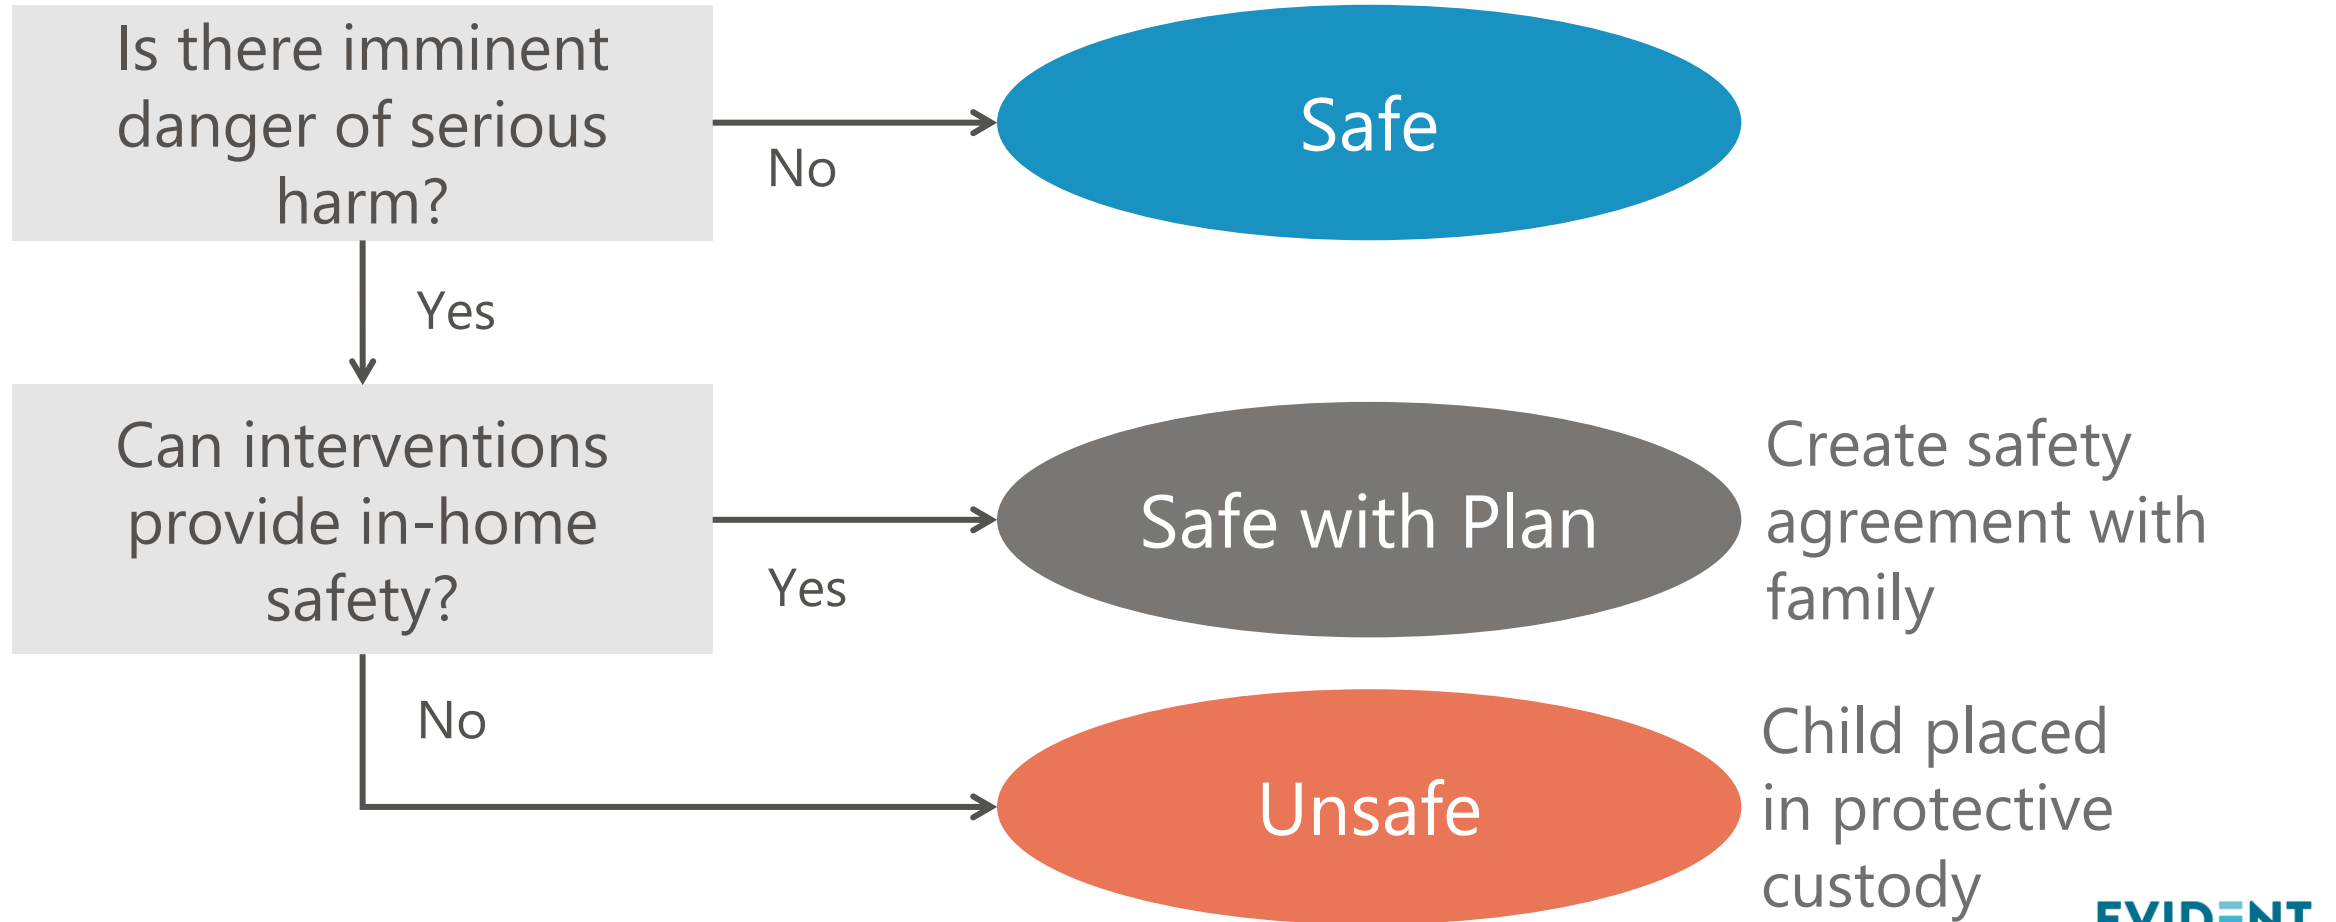 Is there imminent
danger of serious
harm?
No
Safe
Yes
Can interventions
provide in-home
safety?
Yes
Safe with Plan
Create safety
agreement with
family
No
Unsafe
Child placed
in protective
custody
EVIDENT